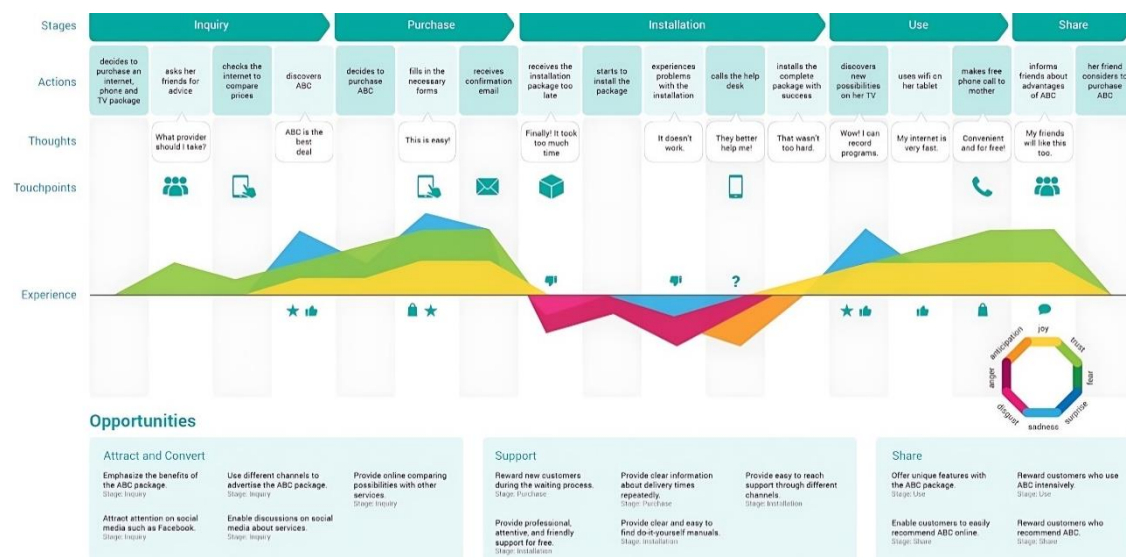 Stages
Inquiry
Purchase
Installation
Use
Share
Actions
decides to
purchase an
internet,
phone and
TV package
asks her
friends for
advice
checks the
internet to
compare
prices
discovers
ABC
decides to
purchase
ABC
fills in the
necessary
forms
receives
confirmation
email
receives the
installation
package too
late
starts to
install the
package
experiences
problems
with the
installation
calls the help
desk
installs the
complete
package with
success
discovers
new
possibilities
on her TV
uses wifi on
her tablet
makes free
phone call to
mother
informs
friends about
advantages
of ABC
her friend
considers to
purchase
ABC
Thoughts
What provider
should I take?
ABC is the
best
deal
This is easy!
Finally! It took
too much
time
It doesn't
work.
They better
help me!
That wasn't
too hard.
Wow! I can
record
programs.
My internet is
very fast.
Convenient
and for free!
My friends
will like this
too.
Touchpoints
Experience
?
anticipation
joy
trust
fear
surprise
sadness
disgust
anger
Opportunities
Attract and Convert
Emphasize the benefits of
the ABC package.
Stage: Inquiry
Use different channels to
advertise the ABC package.
Stage: Inquiry
Provide online comparing
possibilities with other
services.
Stage: Inquiry
Attract attention on social
media such as Facebook.
Stage: Inquiry
Enable discussions on social
media about services.
Stage: Inquiry
Support
Reward new customers
during the waiting process.
Stage: Purchase
Provide clear information
about delivery times
repeatedly.
Stage: Purchase
Provide easy to reach
support through different
channels.
Stage: Installation
Provide professional,
attentive, and friendly
support for free.
Stage: Installation
Provide clear and easy to
find do-it-yourself manuals.
Stage: Installation
Share
Offer unique features with
the ABC package.
Stage: Use
Reward customers who use
ABC intensively.
Stage: Use
Enable customers to easily
recommend ABC online.
Stage: Share
Reward customers who
recommend ABC.
Stage: Share